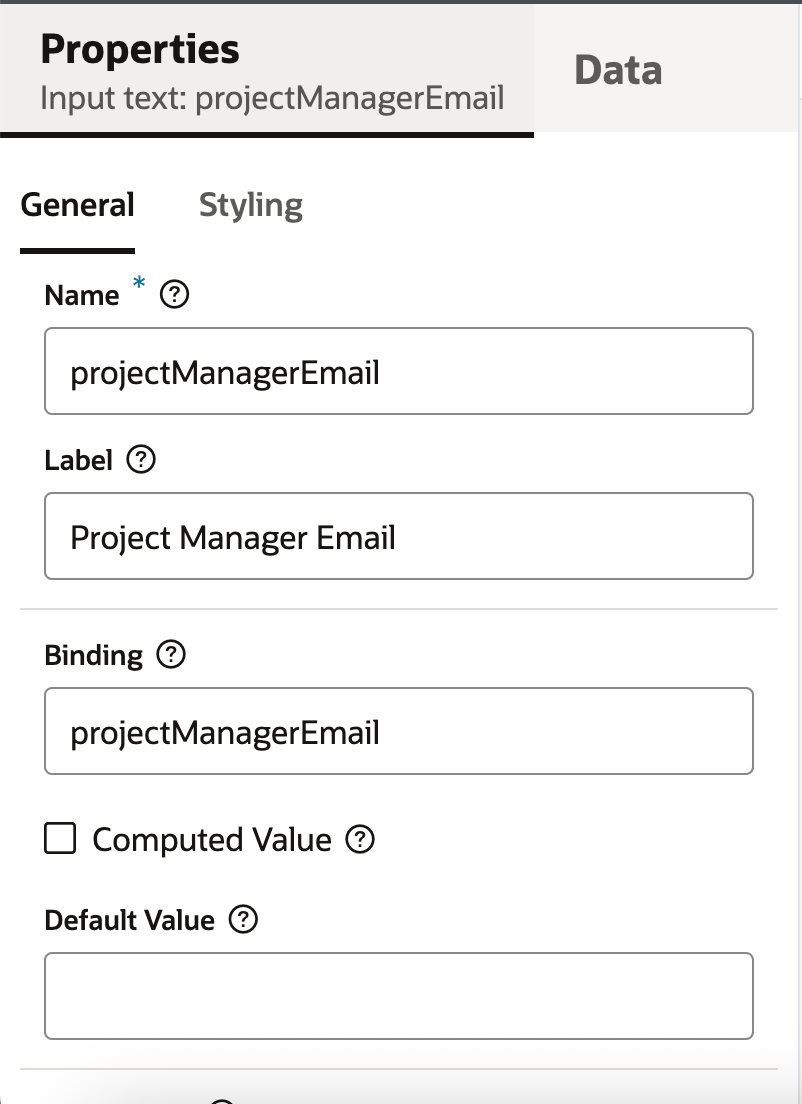 Properties
Input text: projectManagerEmail
Data
General
Styling
Name *
projectManagerEmail
Label
Project Manager Email
Binding
projectManagerEmail
Computed Value
Default Value